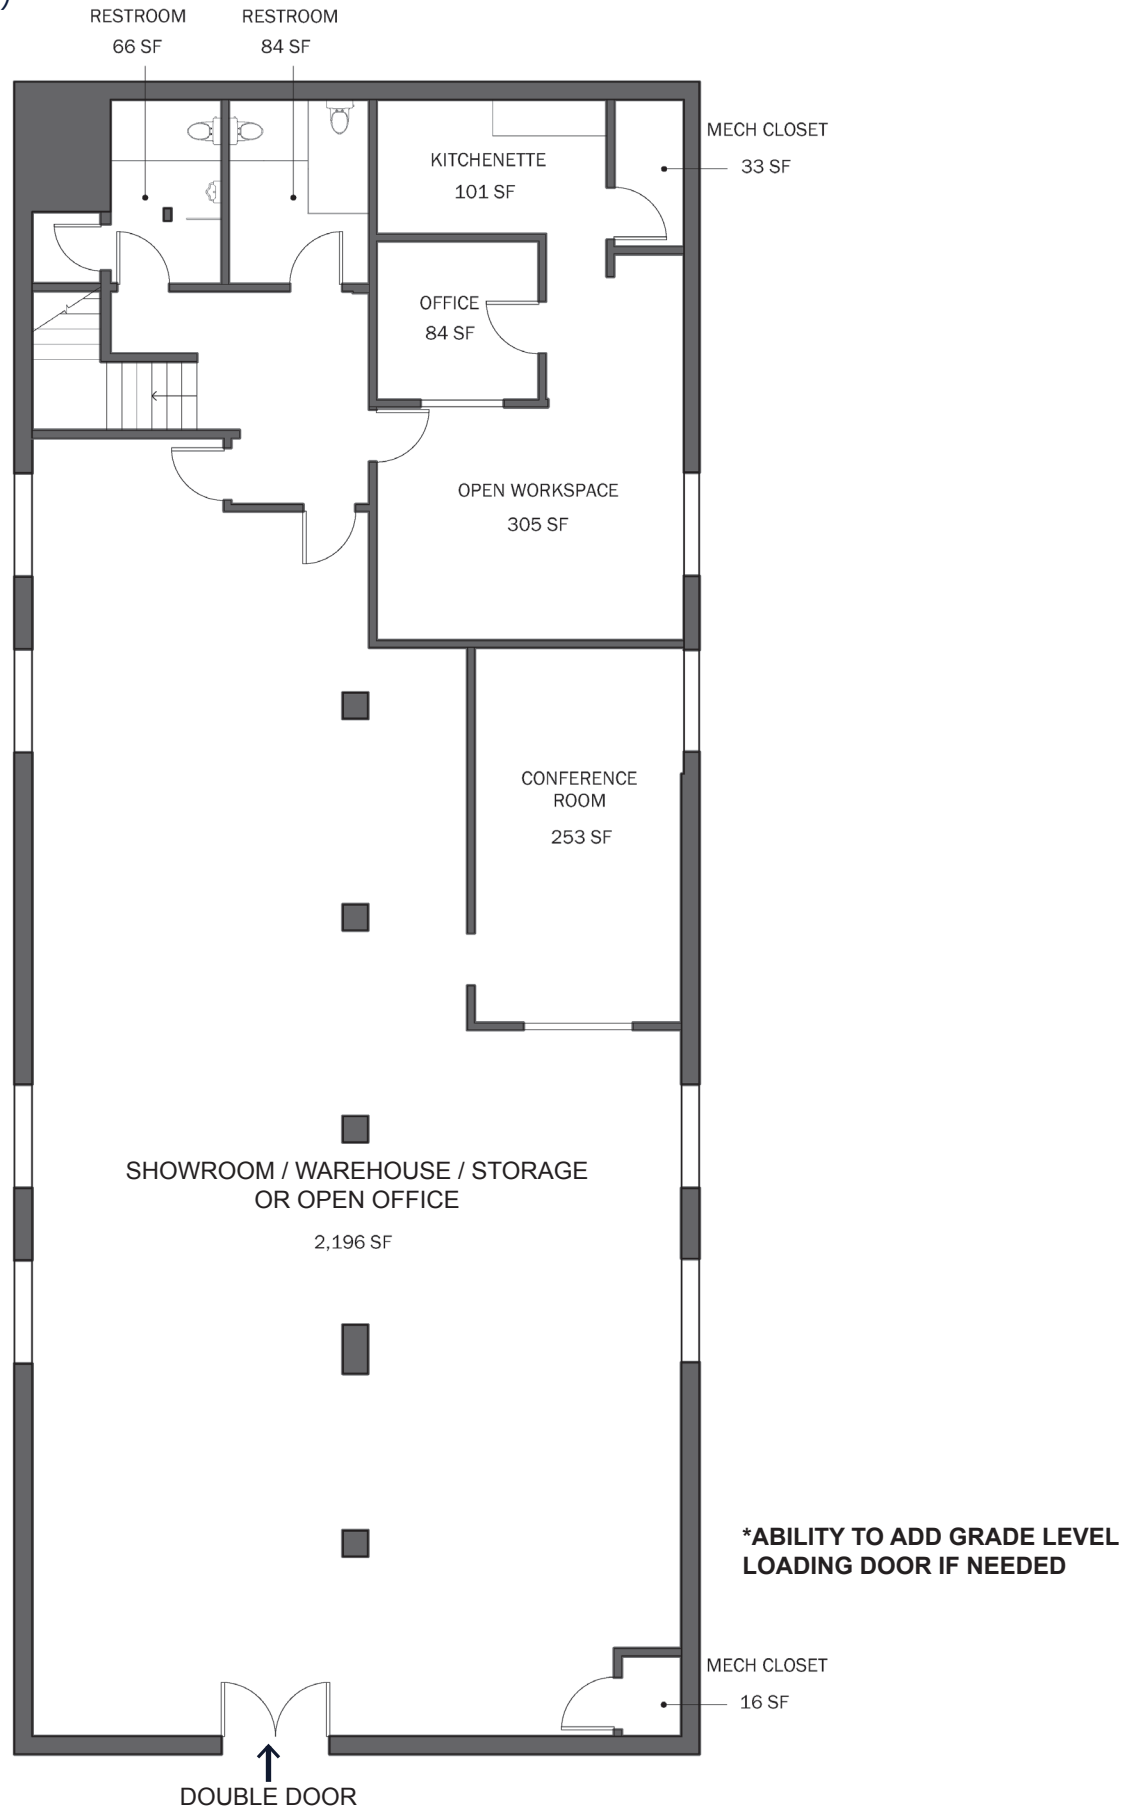 )
RESTROOM
66 SF
RESTROOM
84 SF
MECH CLOSET
33 SF
KITCHENETTE
101 SF
OFFICE
84 SF
OPEN WORKSPACE
305 SF
CONFERENCE
ROOM
253 SF
SHOWROOM / WAREHOUSE / STORAGE
OR OPEN OFFICE
2,196 SF
*ABILITY TO ADD GRADE LEVEL
LOADING DOOR IF NEEDED
MECH CLOSET
16 SF
DOUBLE DOOR